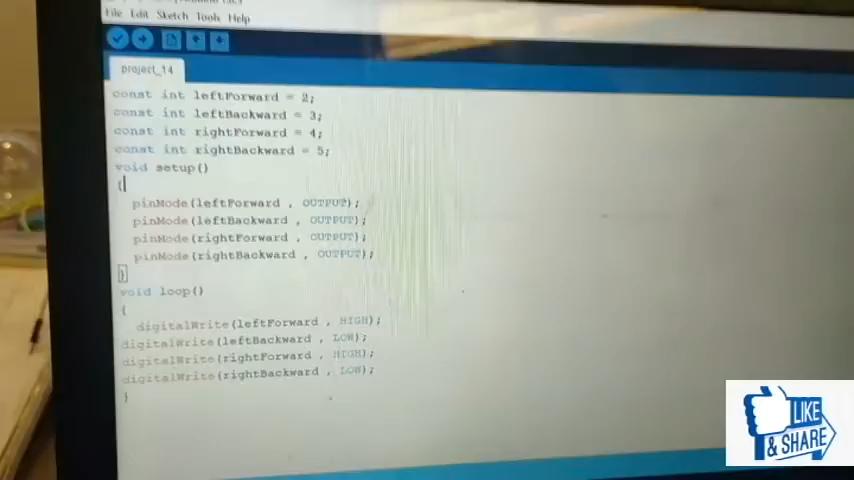 File Edit Sketch Tools Help
project_14
const int leftForward = 2;
const int leftBackward = 3;
const int rightForward = 4;
const int rightBackward = 5;
void setup()
{
pinMode(leftForward , OUTPUT);
pinMode(leftBackward , OUTPUT);
pinMode(rightForward , OUTPUT);
pinMode(rightBackward , OUTPUT);
}
void loop()
{
digitalWrite(leftForward , HIGH);
digitalWrite(leftBackward , LOW);
digitalWrite(rightForward , HIGH);
digitalWrite(rightBackward , LOW);
}
LIKE
& SHARE